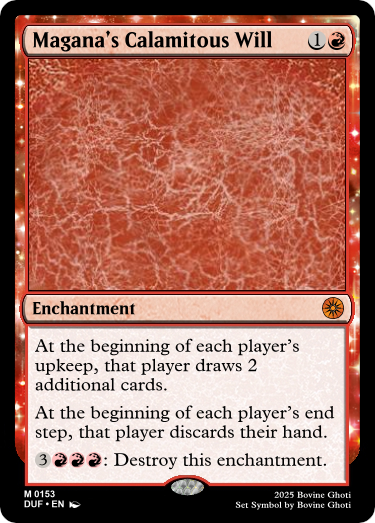 Magana's Calamitous Will 1
Enchantment
At the beginning of each player's
upkeep, that player draws 2
additional cards.
At the beginning of each player's end
step, that player discards their hand.
3: Destroy this enchantment.
M 0153
DUF • EN
2025 Bovine Ghoti
Set Symbol by Bovine Ghoti